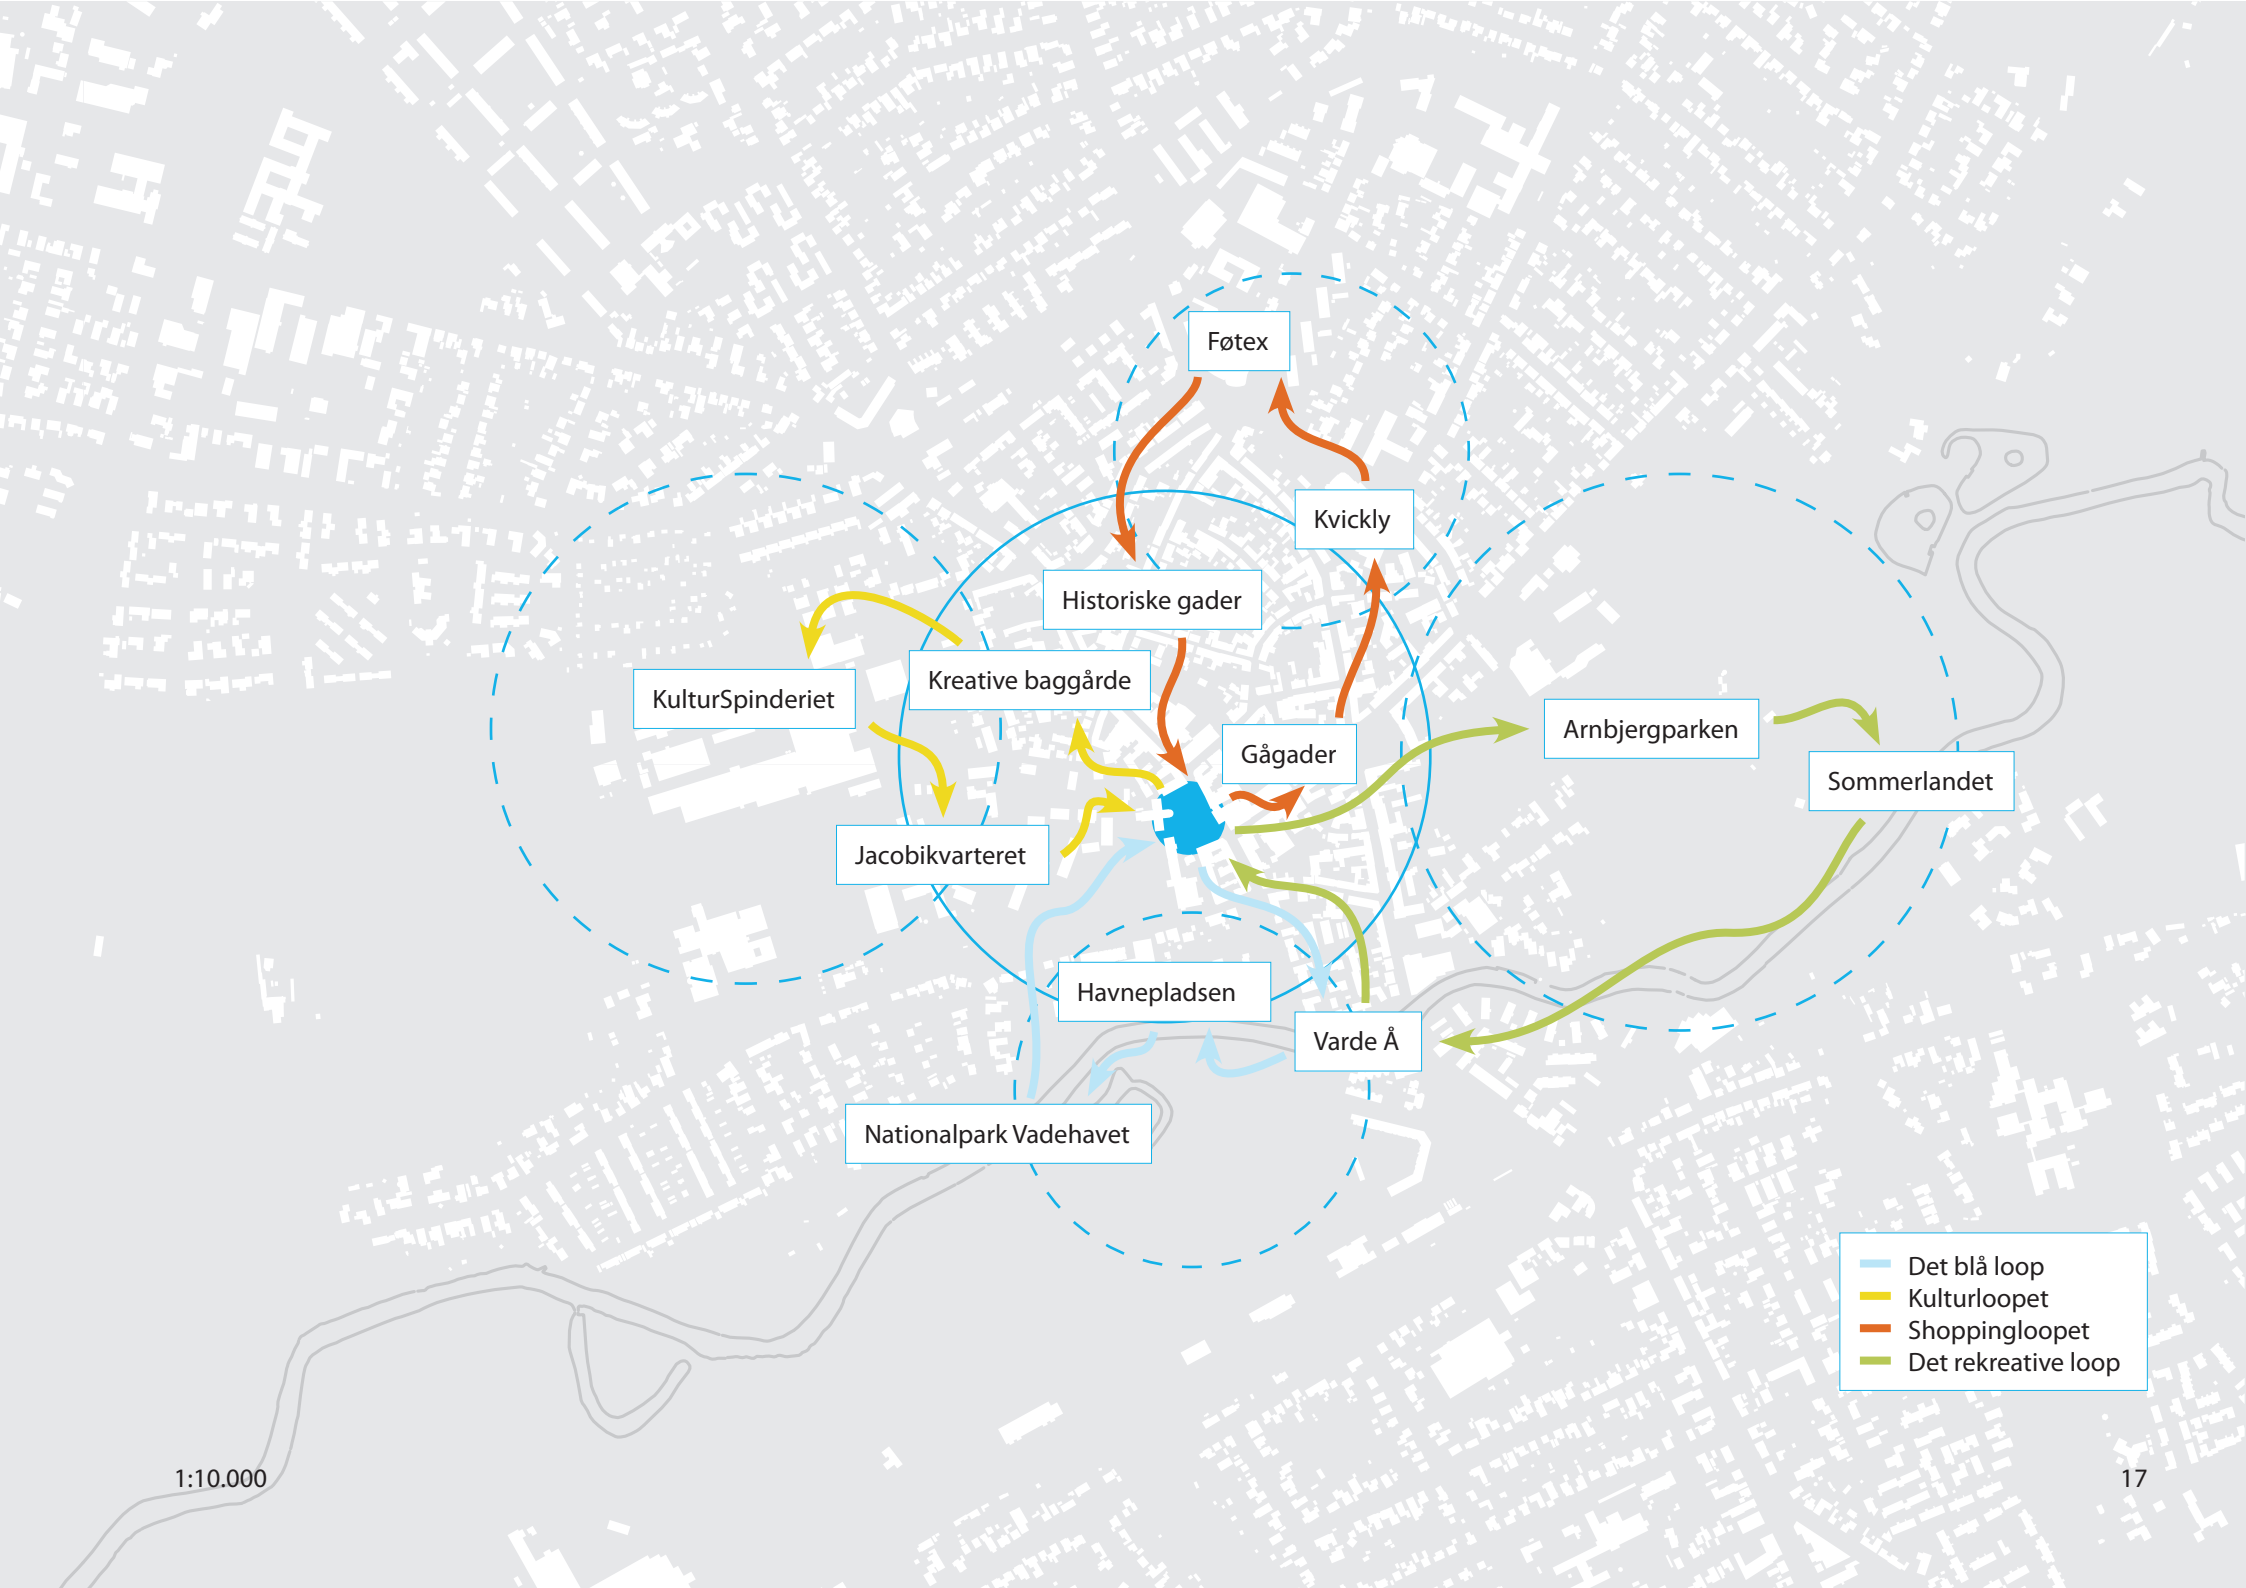 Føtex
Kvickly
Historiske gader
Kreative baggårde
KulturSpinderiet
Gågader
Arnbjergparken
Sommerlandet
Jacobikvarteret
Havnepladsen
Varde Å
Nationalpark Vadehavet
Det blå loop
Kulturloopet
Shoppingloopet
Det rekreative loop
1:10.000
17